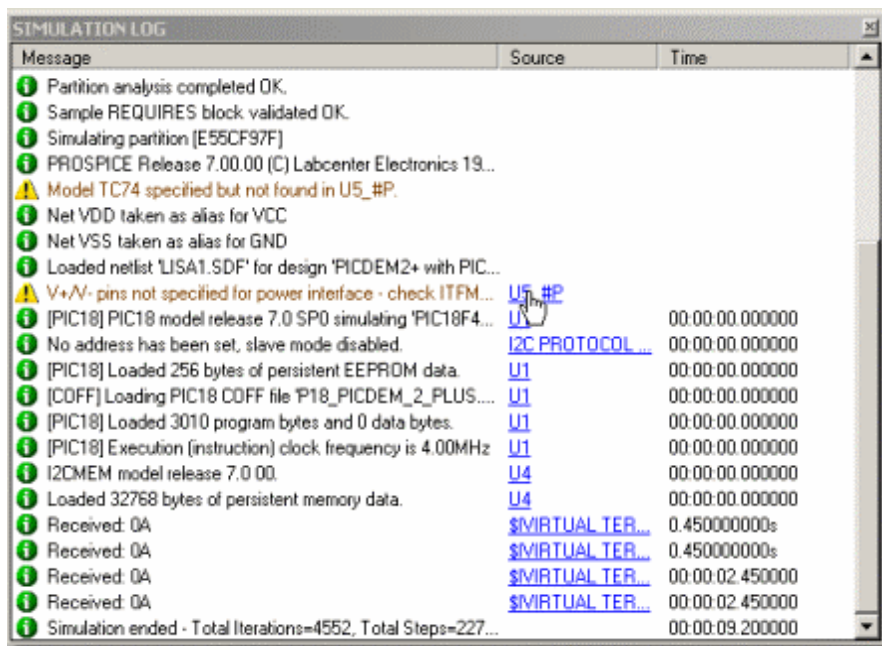 SIMULATION LOG
Message Source Time
Partition analysis completed OK.
Sample REQUIRES block validated OK.
Simulating partition [E55CF97F]
PROSPICE Release 7.00.00 (C) Labcenter Electronics 19...
Model TC74 specified but not found in U5_#P.
Net VDD taken as alias for VCC
Net VSS taken as alias for GND
Loaded netlist 'LISA1.SDF' for design 'PICDEM2+ with PIC...
V+/V- pins not specified for power interface - check ITFM... U5_#P
[PIC18] PIC18 model release 7.0 SP0 simulating 'PIC18F4... U1 00:00:00.000000
No address has been set, slave mode disabled. I2C PROTOCOL ... 00:00:00.000000
[PIC18] Loaded 256 bytes of persistent EEPROM data. U1 00:00:00.000000
[COFF] Loading PIC18 COFF file 'P18_PICDEM_2_PLUS.... U1 00:00:00.000000
[PIC18] Loaded 3010 program bytes and 0 data bytes. U1 00:00:00.000000
[PIC18] Execution (instruction) clock frequency is 4.00MHz U1 00:00:00.000000
I2CMEM model release 7.0 00. U4 00:00:00.000000
Loaded 32768 bytes of persistent memory data. U4 00:00:00.000000
Received: 0A $IVIRTUAL TER... 0.450000000s
Received: 0A $IVIRTUAL TER... 0.450000000s
Received: 0A $IVIRTUAL TER... 00:00:02.450000
Received: 0A $IVIRTUAL TER... 00:00:02.450000
Simulation ended - Total Iterations=4552, Total Steps=227... 00:00:09.200000